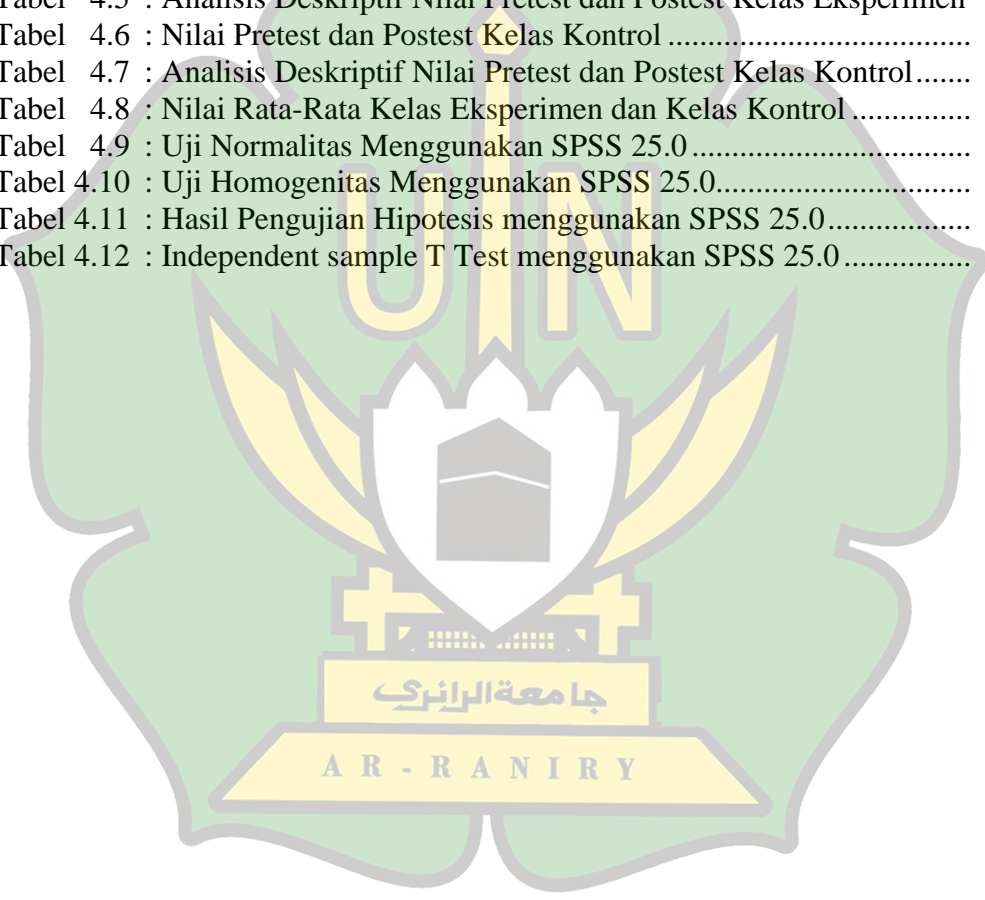 Tabel 4.5 : Analisis Deskriptif Nilai Pretest dan Postest Kelas Eksperimen
Tabel 4.6 : Nilai Pretest dan Postest Kelas Kontrol ......................................
Tabel 4.7 : Analisis Deskriptif Nilai Pretest dan Postest Kelas Kontrol.......
Tabel 4.8 : Nilai Rata-Rata Kelas Eksperimen dan Kelas Kontrol ...............
Tabel 4.9 : Uji Normalitas Menggunakan SPSS 25.0 ...................................
Tabel 4.10 : Uji Homogenitas Menggunakan SPSS 25.0................................
Tabel 4.11 : Hasil Pengujian Hipotesis menggunakan SPSS 25.0..................
Tabel 4.12 : Independent sample T Test menggunakan SPSS 25.0 ................
UIN
جامعةالرانري
AR-RANIRY